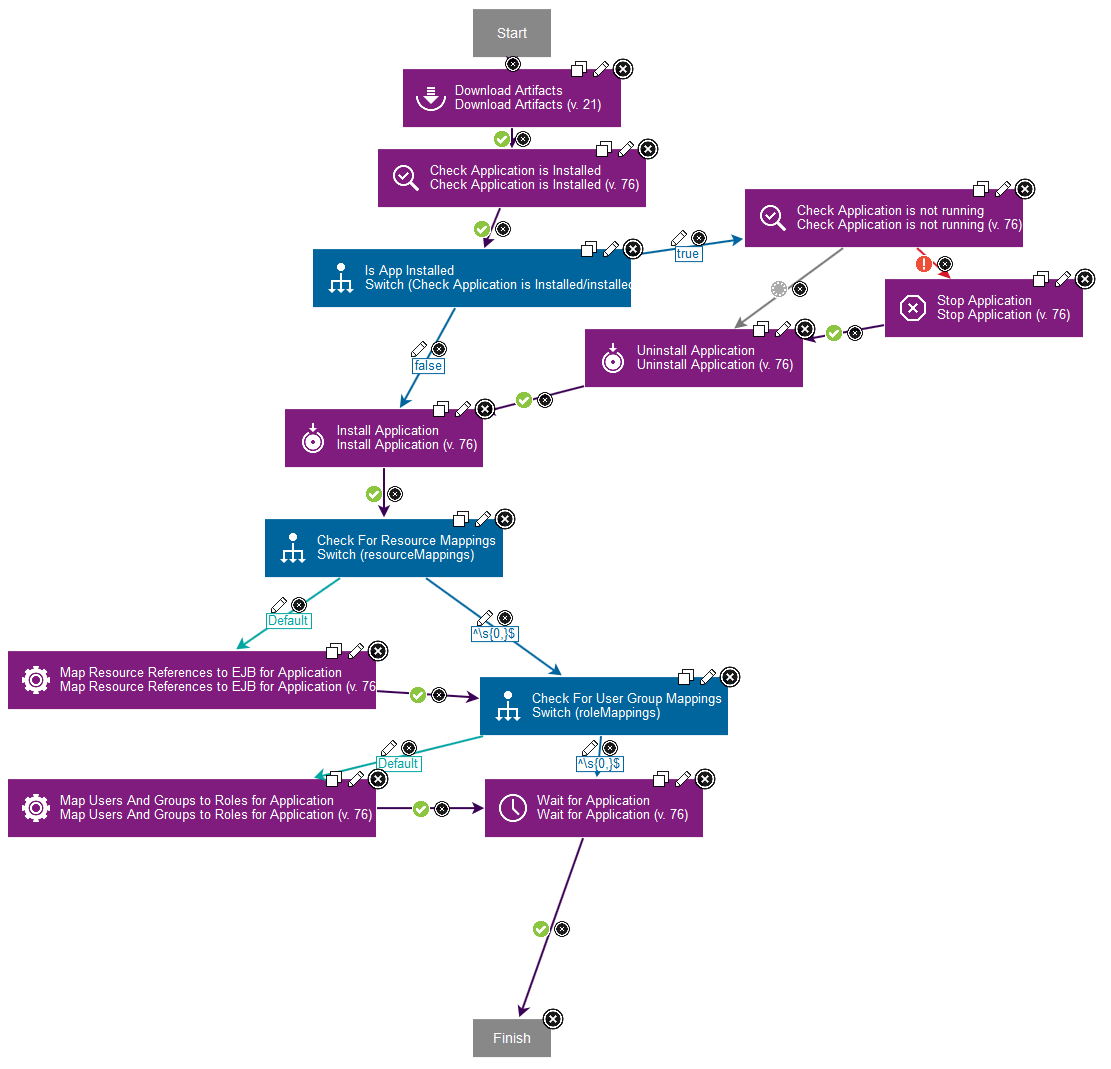 Start
Download Artifacts
Download Artifacts (v. 21)
Check Application is Installed
Check Application is Installed (v. 76)
Check Application is not running
Check Application is not running (v. 76)
Is App Installed
Switch (Check Application is Installed/installed
true
Stop Application
Stop Application (v. 76)
Uninstall Application
Uninstall Application (v. 76)
false
Install Application
Install Application (v. 76)
Check For Resource Mappings
Switch (resourceMappings)
Default
^\s{0,}$
Map Resource References to EJB for Application
Map Resource References to EJB for Application (v. 76
Check For User Group Mappings
Switch (roleMappings)
Default
^\s{0,}$
Map Users And Groups to Roles for Application
Map Users And Groups to Roles for Application (v. 76)
Wait for Application
Wait for Application (v. 76)
Finish